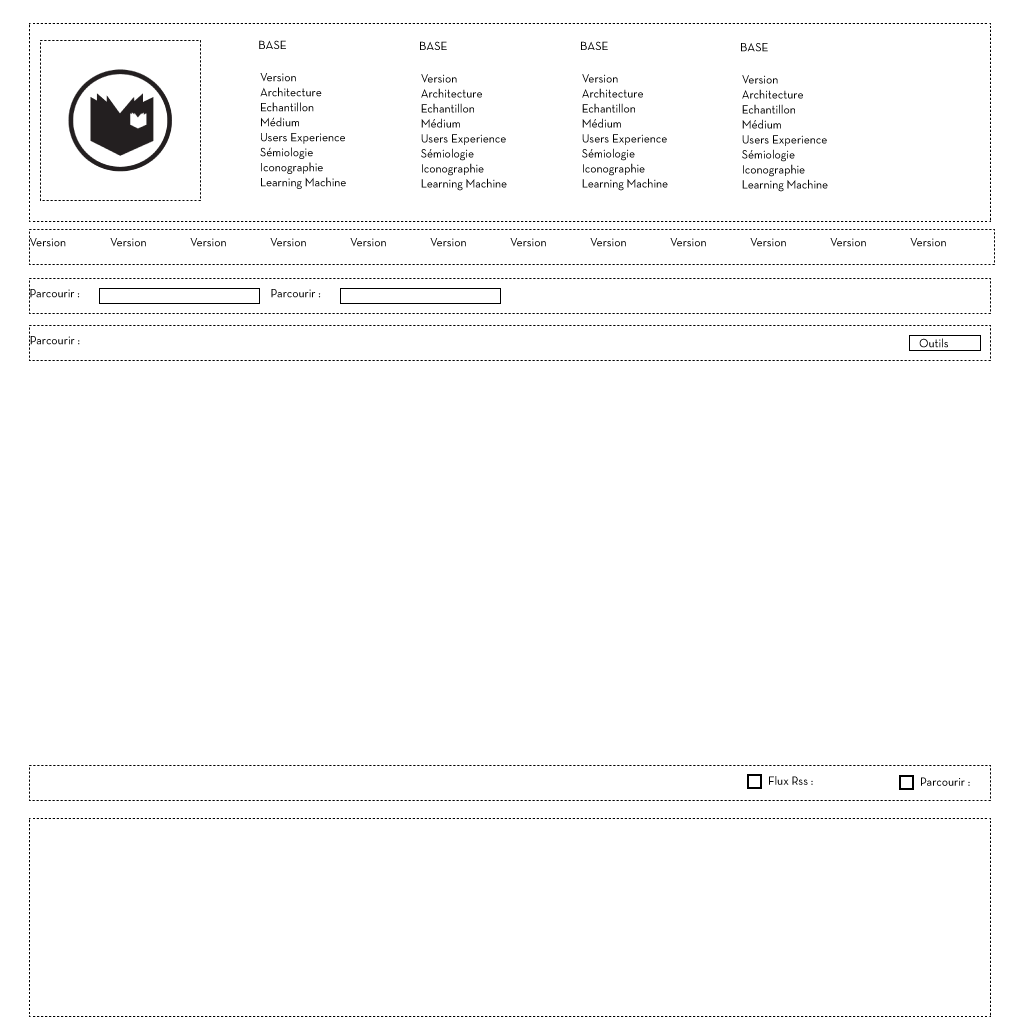 BASE BASE BASE BASE
Version Version Version Version
Architecture Architecture Architecture Architecture
Echantillon Echantillon Echantillon Echantillon
Médium Médium Médium Médium
Users Experience Users Experience Users Experience Users Experience
Sémiologie Sémiologie Sémiologie Sémiologie
Iconographie Iconographie Iconographie Iconographie
Learning Machine Learning Machine Learning Machine Learning Machine
Version Version Version Version Version Version Version Version Version Version Version Version
Parcourir : Parcourir :
Parcourir : Outils
Flux Rss : Parcourir :